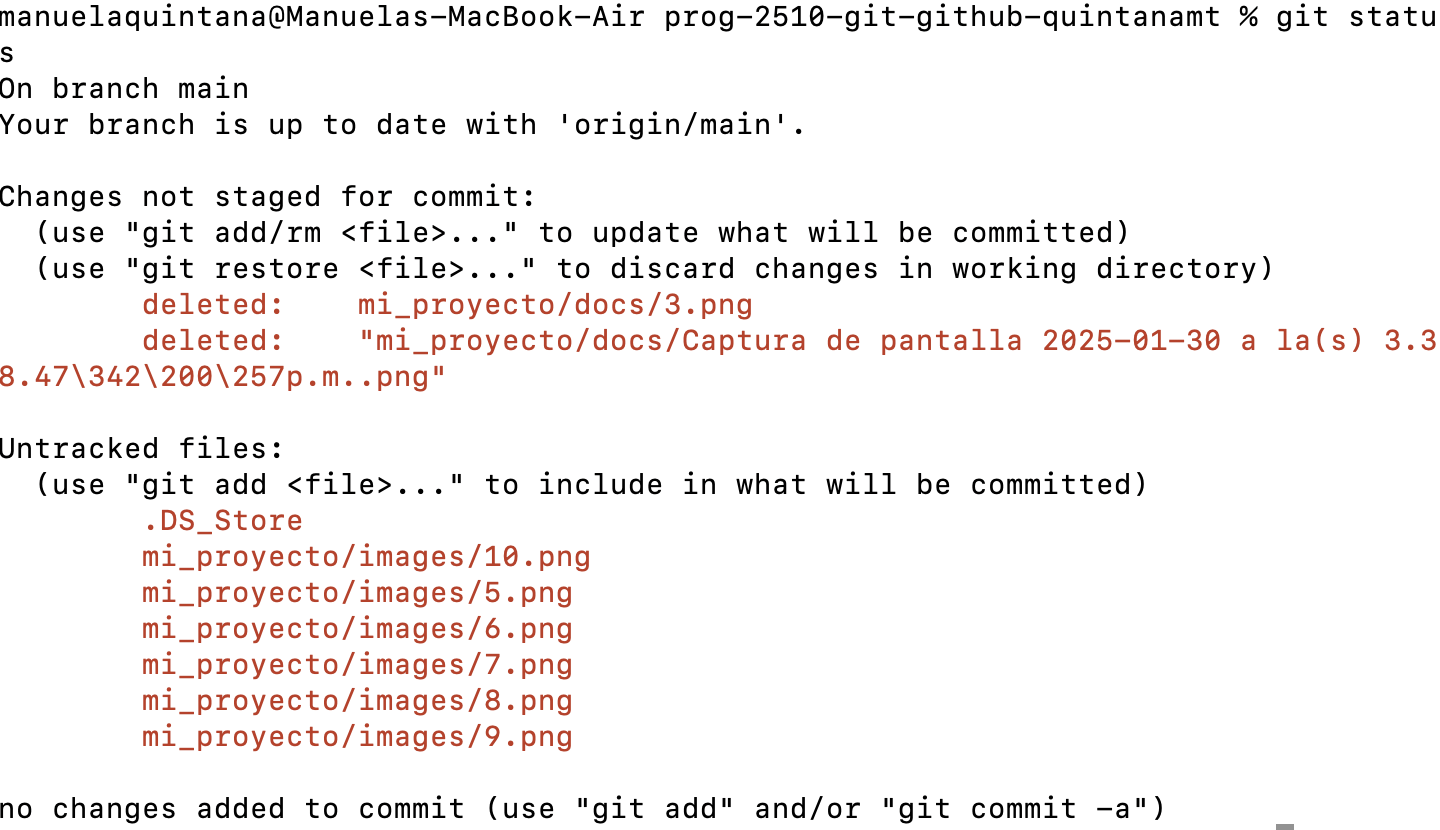 manuelaquintana@Manuelas-MacBook-Air prog-2510-git-github-quintanamt % git statu
s
On branch main
Your branch is up to date with 'origin/main'.

Changes not staged for commit:
  (use "git add/rm <file>..." to update what will be committed)
  (use "git restore <file>..." to discard changes in working directory)
        deleted:    mi_proyecto/docs/3.png
        deleted:    "mi_proyecto/docs/Captura de pantalla 2025-01-30 a la(s) 3.3
8.47\342\200\257p.m..png"

Untracked files:
  (use "git add <file>..." to include in what will be committed)
        .DS_Store
        mi_proyecto/images/10.png
        mi_proyecto/images/5.png
        mi_proyecto/images/6.png
        mi_proyecto/images/7.png
        mi_proyecto/images/8.png
        mi_proyecto/images/9.png

no changes added to commit (use "git add" and/or "git commit -a")